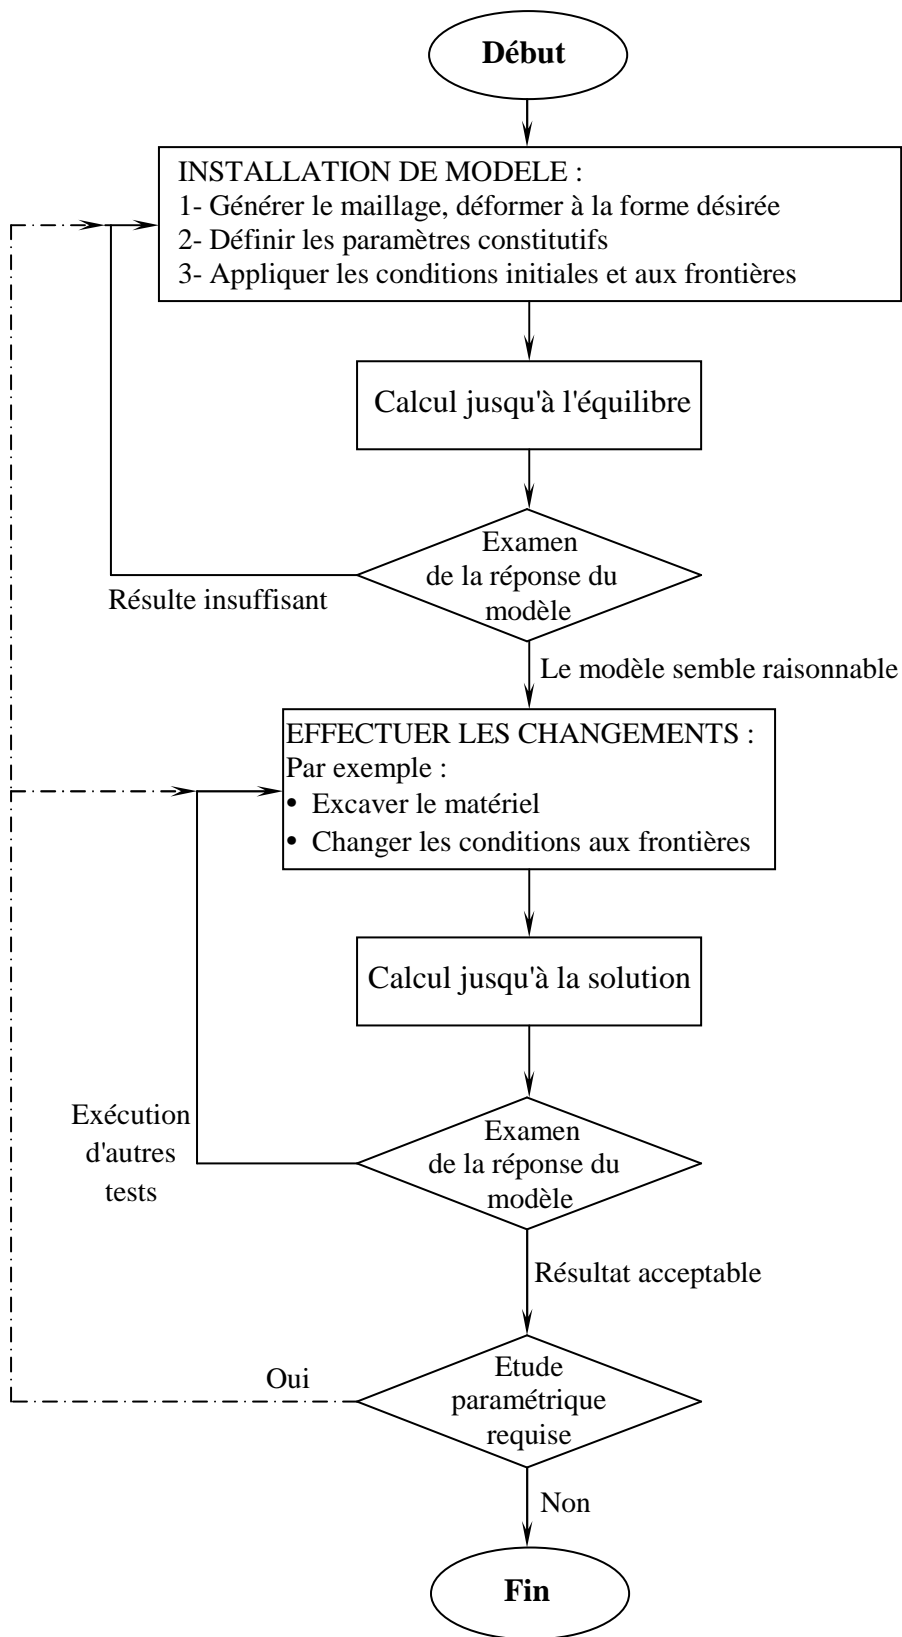 Début
INSTALLATION DE MODELE :
1- Générer le maillage, déformer à la forme désirée
2- Définir les paramètres constitutifs
3- Appliquer les conditions initiales et aux frontières
Calcul jusqu'à l'équilibre
Examen
de la réponse du
modèle
Résulte insuffisant
Le modèle semble raisonnable
EFFECTUER LES CHANGEMENTS :
Par exemple :
• Excaver le matériel
• Changer les conditions aux frontières
Calcul jusqu'à la solution
Exécution
d'autres
tests
Examen
de la réponse du
modèle
Résultat acceptable
Oui
Etude
paramétrique
requise
Non
Fin